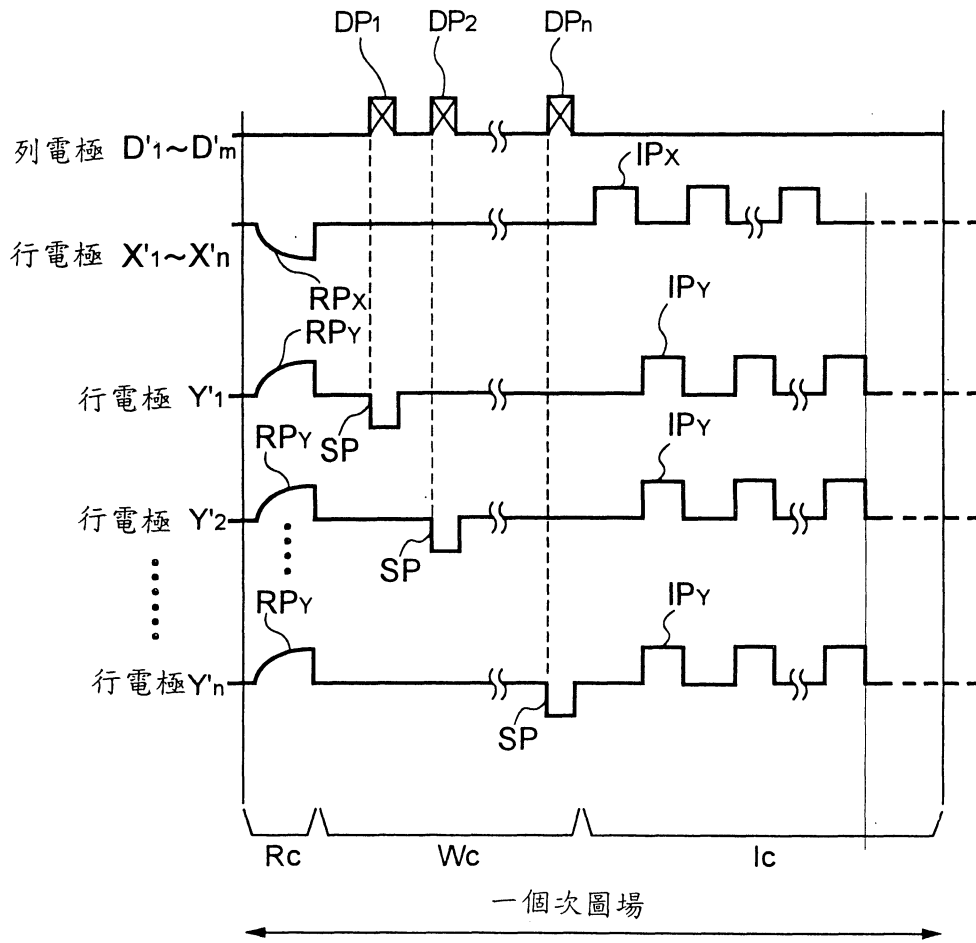 DP1 DP2 DPn
列電極 D'1~D'm
IPX
行電極 X'1~X'n
RPX
RPY
IPY
行電極 Y'1
SP
RPY
IPY
行電極 Y'2
SP
RPY
IPY
行電極 Y'n
SP
Rc Wc Ic
一個次圖場